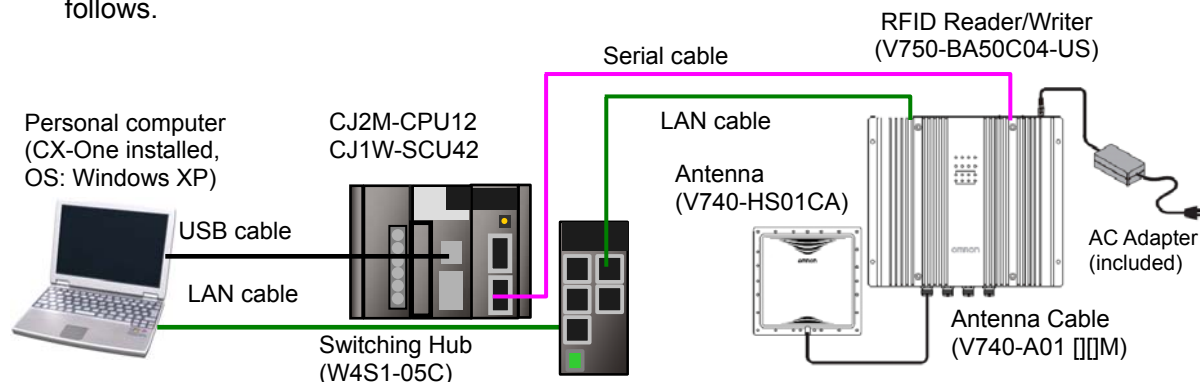 follows.
RFID Reader/Writer
(V750-BA50C04-US)
Serial cable
Personal computer
(CX-One installed,
OS: Windows XP)
CJ2M-CPU12
CJ1W-SCU42
LAN cable
Antenna
(V740-HS01CA)
USB cable
LAN cable
omron
omron
AC Adapter
(included)
Switching Hub
(W4S1-05C)
Antenna Cable
(V740-A01 [][]M)